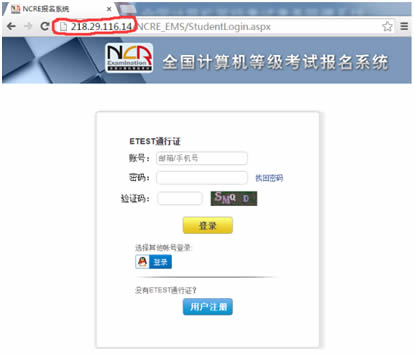 NCRE报名系统
218.29.116.14/NCRE_EMS/StudentLogin.aspx
NCR
Examination
全国计算机等级考试报名系统
ETEST通行证
账号: 邮箱/手机号
密码: 找回密码
验证码: SMQ D
登录
选择其他帐号登录:
登录
没有ETEST通行证?
用户注册